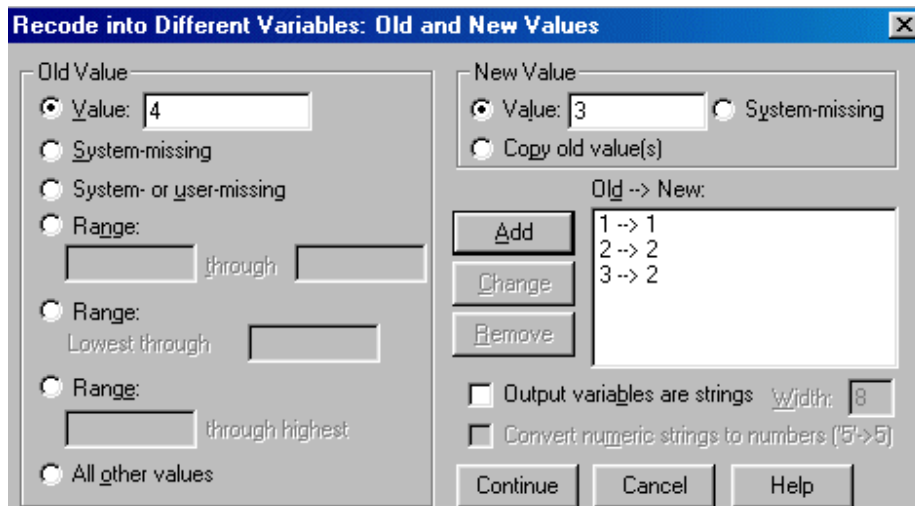 Recode into Different Variables: Old and New Values
Old Value
Value: 4
System-missing
System- or user-missing
Range:
through
Range:
Lowest through
Range:
through highest
All other values
New Value
Value: 3
System-missing
Copy old value(s)
Old --> New:
Add
Change
Remove
1 --> 1
2 --> 2
3 --> 2
Output variables are strings Width: 8
Convert numeric strings to numbers ('5'->5)
Continue Cancel Help